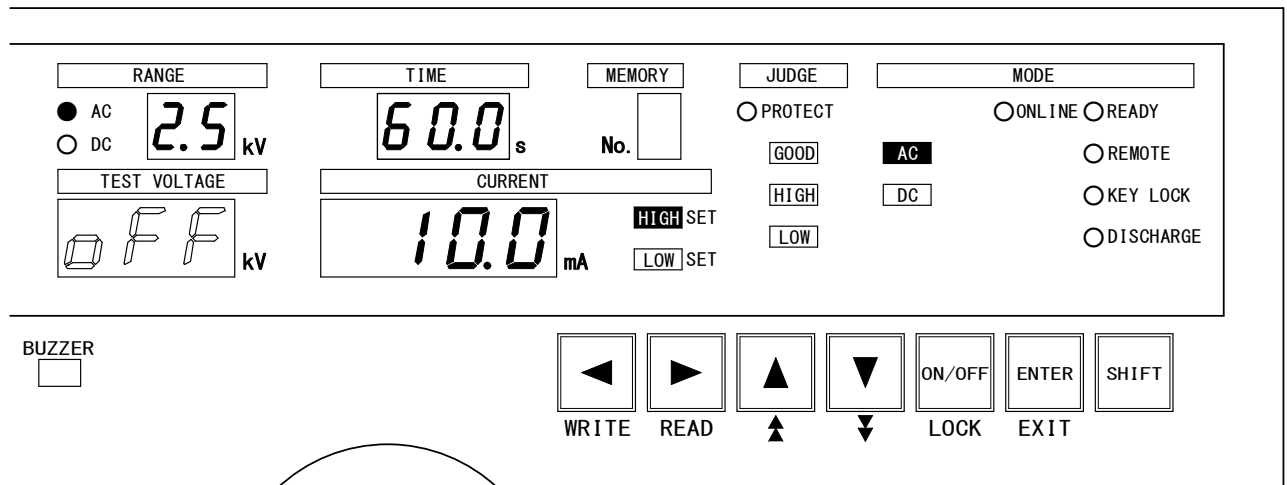 RANGE TIME MEMORY JUDGE MODE
AC 2.5 kV 60.0 s No. PROTECT ONLINE READY
DC GOOD AC REMOTE
TEST VOLTAGE CURRENT HIGH DC KEY LOCK
oFF kV 10.0 mA HIGH SET LOW DISCHARGE
LOW SET
BUZZER
ON/OFF ENTER SHIFT
WRITE READ LOCK EXIT